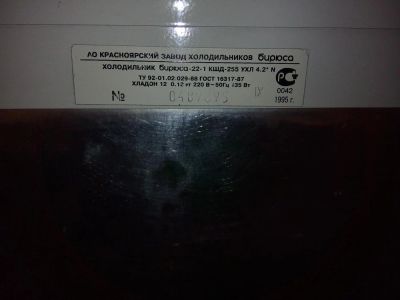 АО КРАСНОЯРСКИЙ ЗАВОД ХОЛОДИЛЬНИКОВ бирюса
ХОЛОДИЛЬНИК бирюса-22-1 КШД-255 УХЛ 4.2* N
ТУ 92-01.02.029-88 ГОСТ 16317-87
ХЛАДОН 12 0.12 кг 220 В~50Гц 135 Вт
№ IX
0042
1995 г.